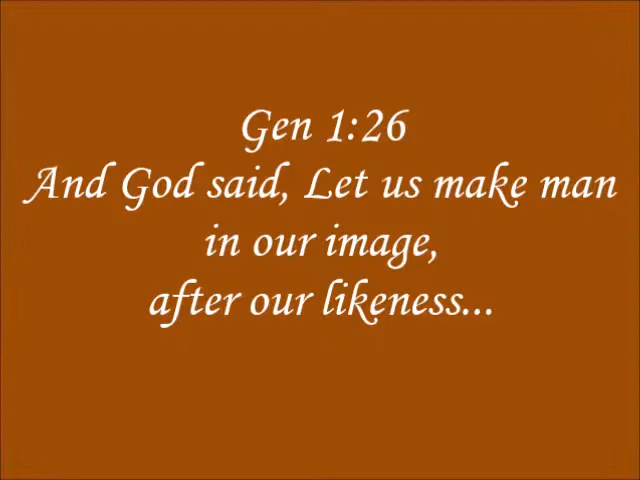 Gen 1:26
And God said, Let us make man
in our image,
after our likeness...